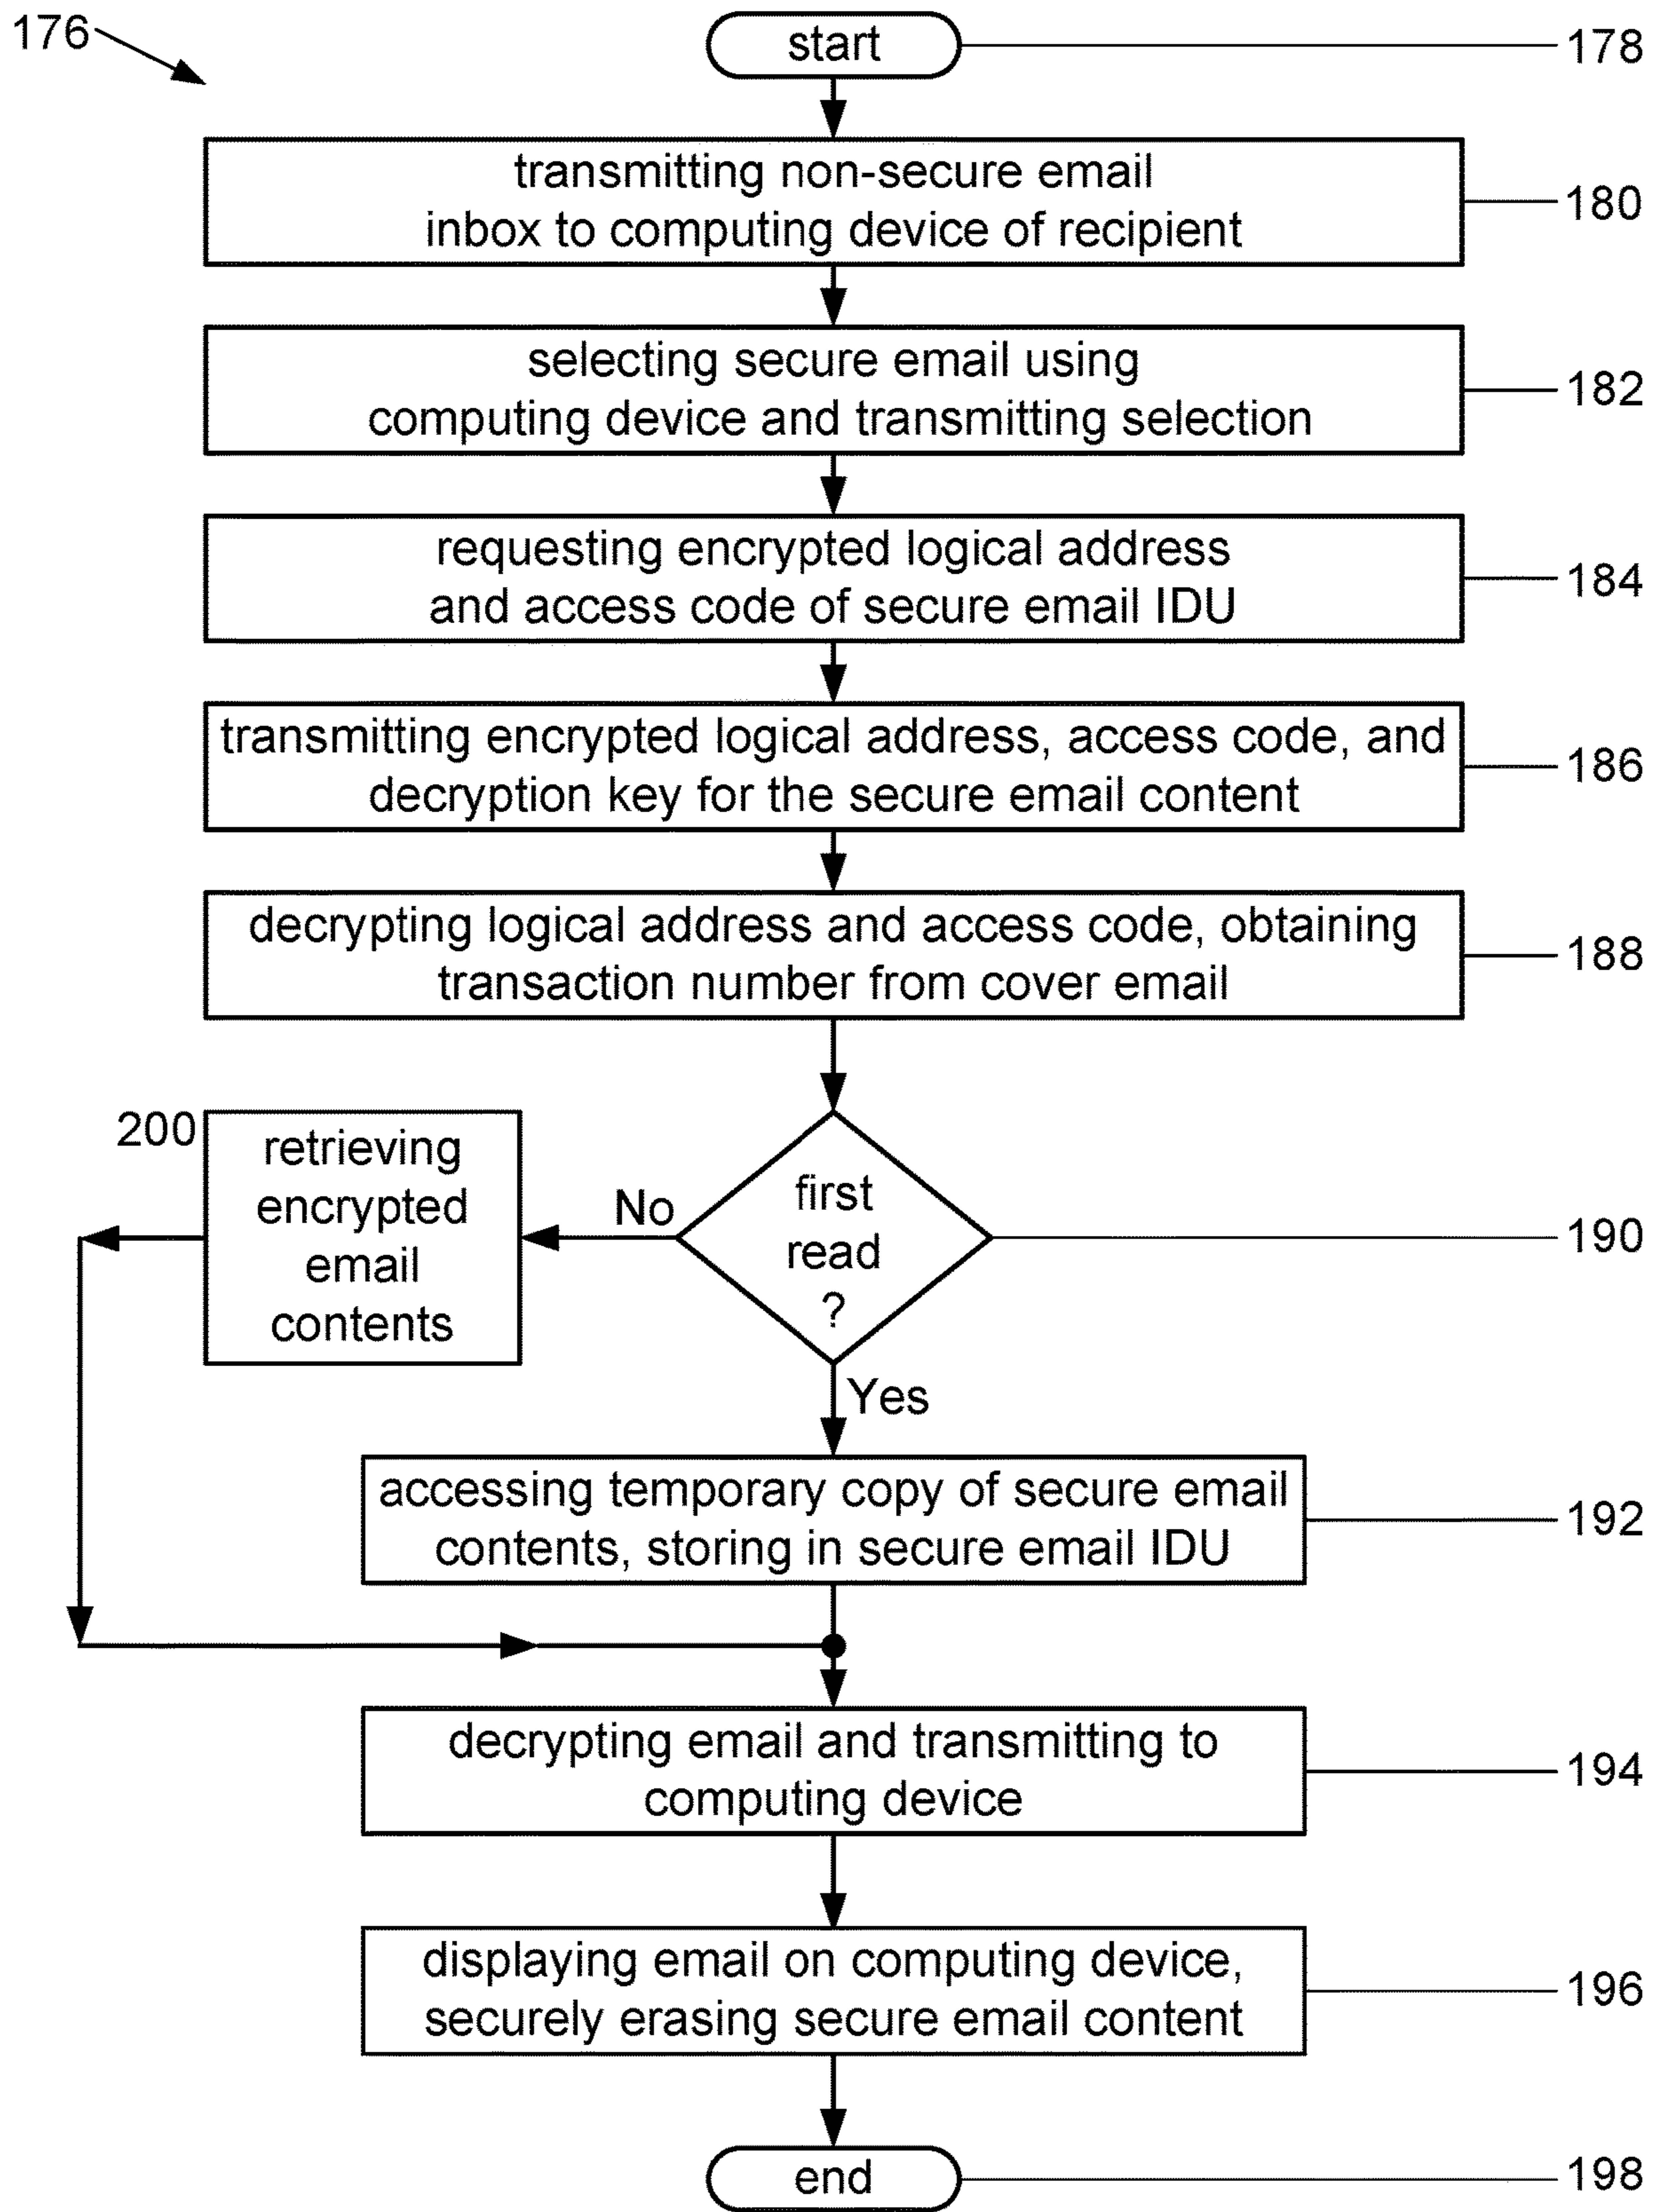 176
start
178
transmitting non-secure email
inbox to computing device of recipient
180
selecting secure email using
computing device and transmitting selection
182
requesting encrypted logical address
and access code of secure email IDU
184
transmitting encrypted logical address, access code, and
decryption key for the secure email content
186
decrypting logical address and access code, obtaining
transaction number from cover email
188
200
retrieving
encrypted
email
contents
No
first
read
?
190
Yes
accessing temporary copy of secure email
contents, storing in secure email IDU
192
decrypting email and transmitting to
computing device
194
displaying email on computing device,
securely erasing secure email content
196
end
198